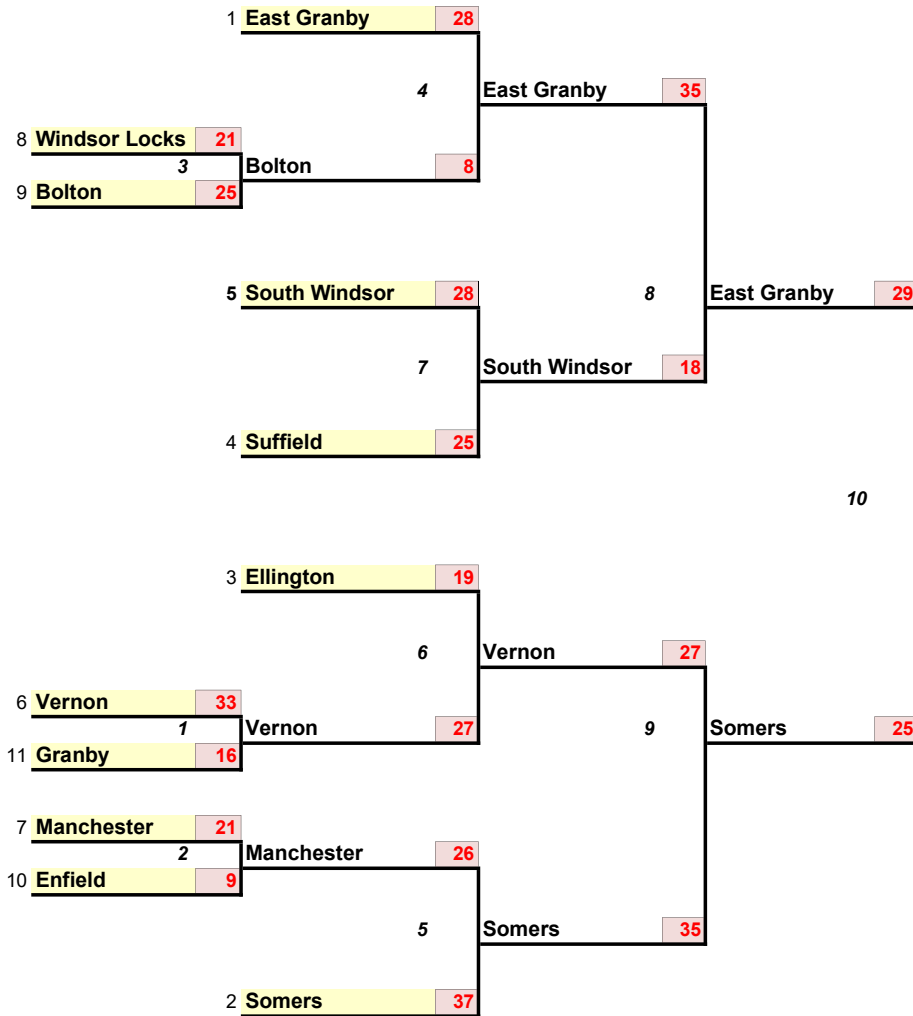 1 East Granby 28
4 East Granby 35
8 Windsor Locks 21
3 Bolton 8
9 Bolton 25
5 South Windsor 28
8 East Granby 29
7 South Windsor 18
4 Suffield 25
10
3 Ellington 19
6 Vernon 27
6 Vernon 33
1 Vernon 27
9 Somers 25
11 Granby 16
7 Manchester 21
2 Manchester 26
10 Enfield 9
5 Somers 35
2 Somers 37